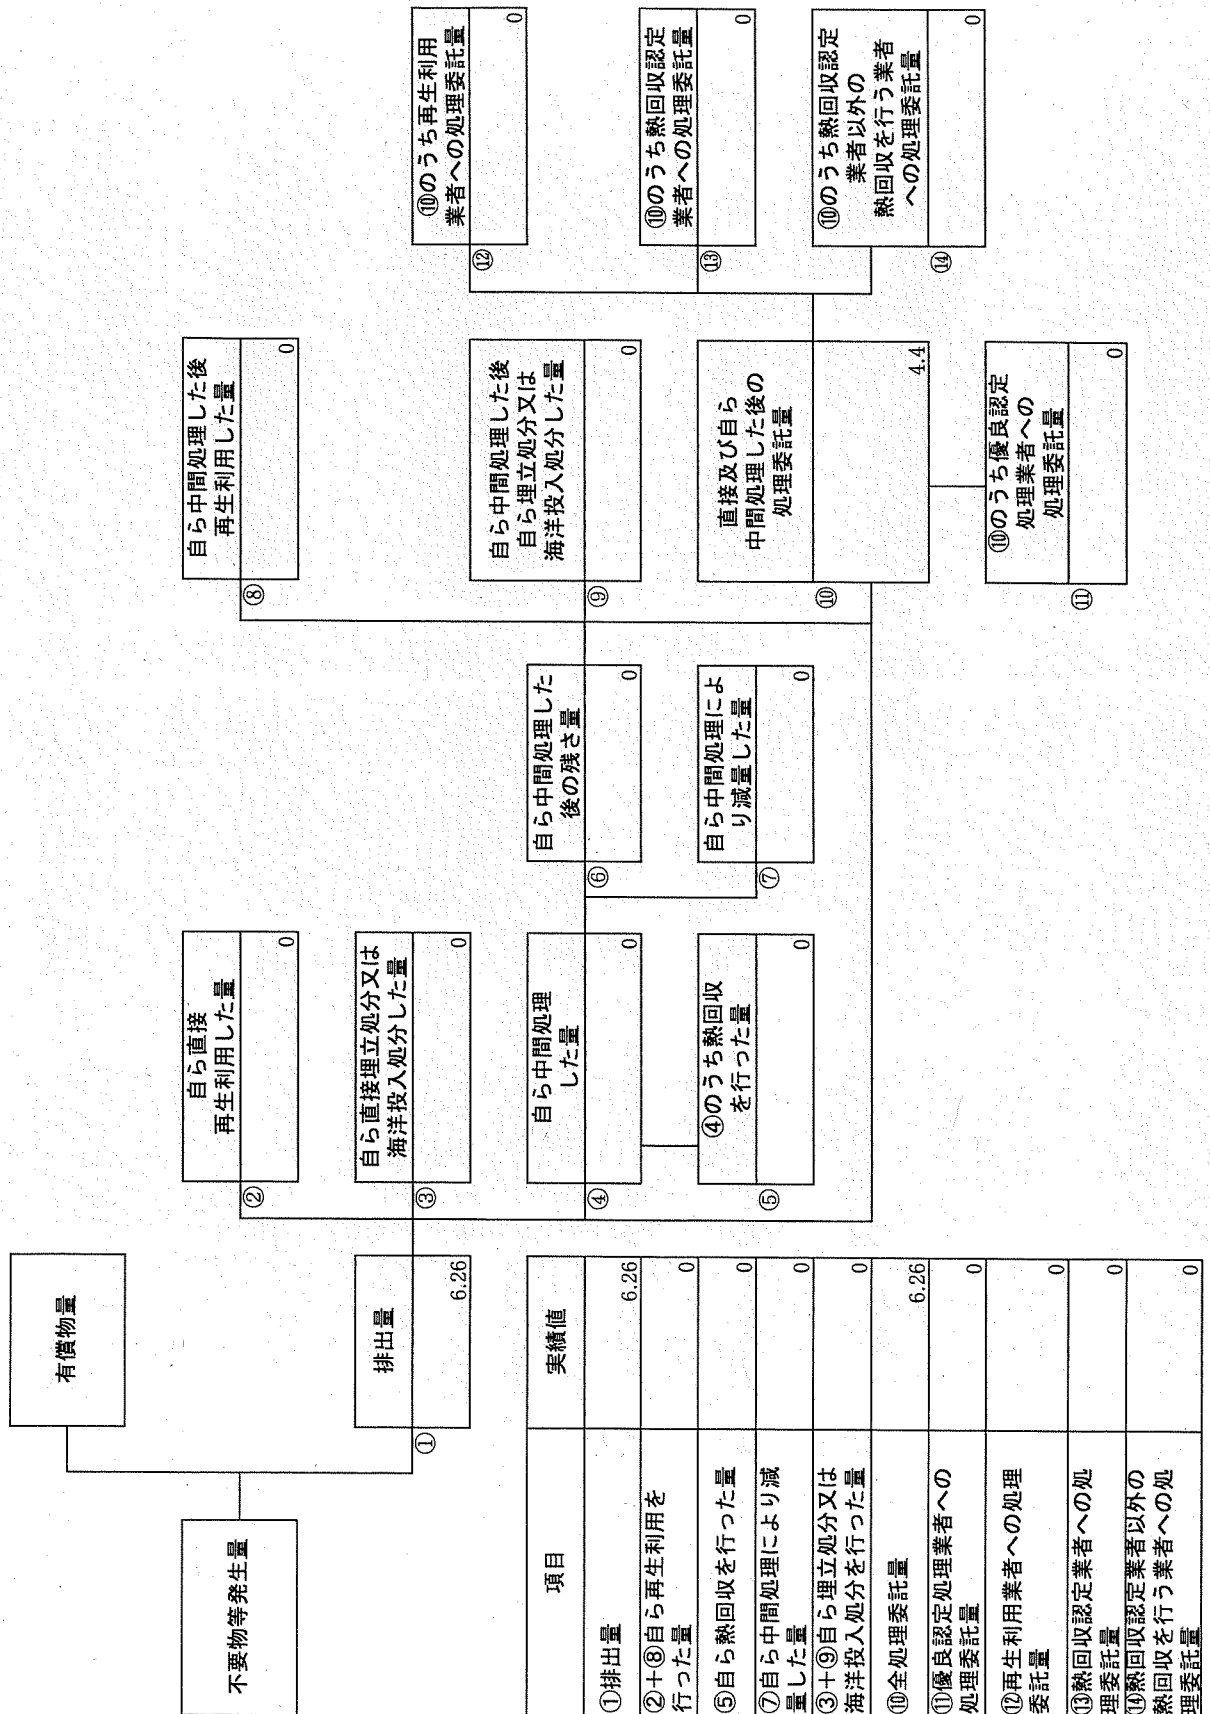 不要物等発生量
有償物量
①
排出量
6.26
②
自ら直接
再生利用した量
0
③
自ら直接埋立処分又は
海洋投入処分した量
0
④
自ら中間処理
した量
0
⑤
④のうち熱回収
を行った量
0
⑥
自ら中間処理した
後の残さ量
0
⑦
自ら中間処理によ
り減量した量
0
⑧
自ら中間処理した後
再生利用した量
0
⑨
自ら中間処理した後
自ら埋立処分又は
海洋投入処分した量
0
⑩
直接及び自ら
中間処理した後の
処理委託量
4.4
⑪
⑩のうち優良認定
処理業者への
処理委託量
0
⑫
⑩のうち再生利用
業者への処理委託量
0
⑬
⑩のうち熱回収認定
業者への処理委託量
0
⑭
⑩のうち熱回収認定
業者以外の
熱回収を行う業者
への処理委託量
0
項目 実績値
①排出量 6.26
②+⑧自ら再生利用を
行った量 0
⑤自ら熱回収を行った量 0
⑦自ら中間処理により減
量した量 0
③+⑨自ら埋立処分又は
海洋投入処分を行った量 0
⑩全処理委託量 6.26
⑪優良認定処理業者への
処理委託量 0
⑫再生利用業者への処理
委託量 0
⑬熱回収認定業者への処
理委託量 0
⑭熱回収認定業者以外の
熱回収を行う業者への処
理委託量 0